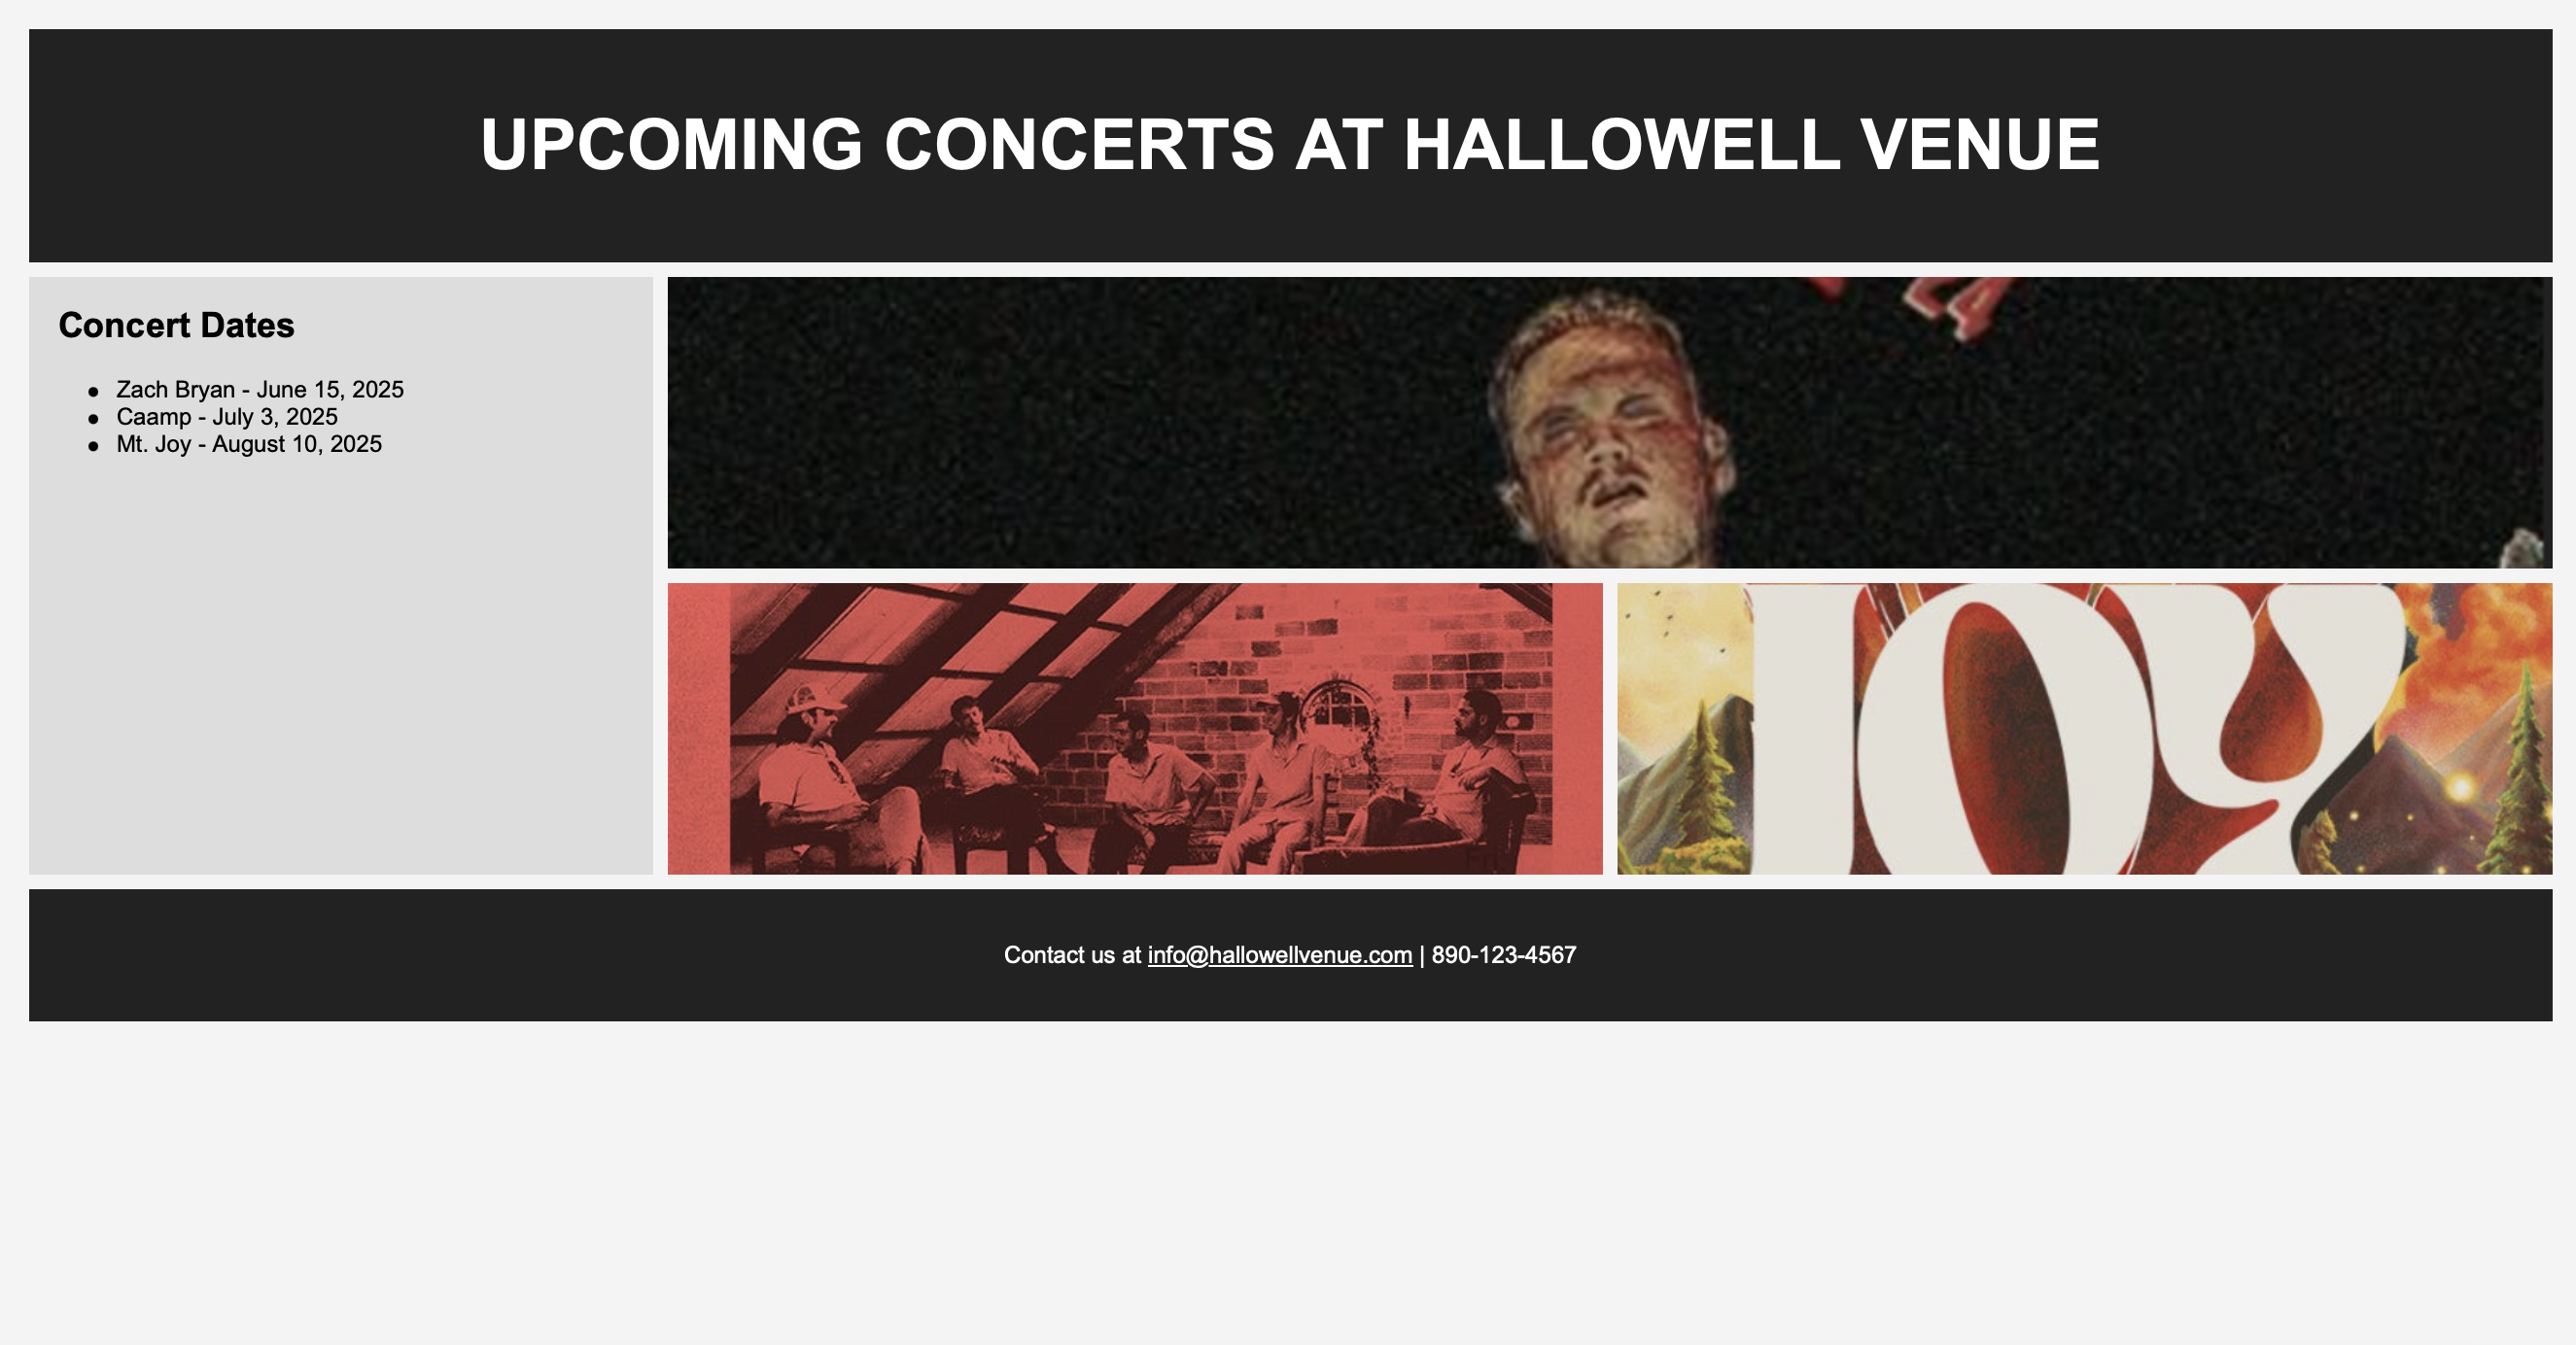 UPCOMING CONCERTS AT HALLOWELL VENUE
Concert Dates
Zach Bryan - June 15, 2025
Caamp - July 3, 2025
Mt. Joy - August 10, 2025
JOY
Contact us at info@hallowellvenue.com | 890-123-4567